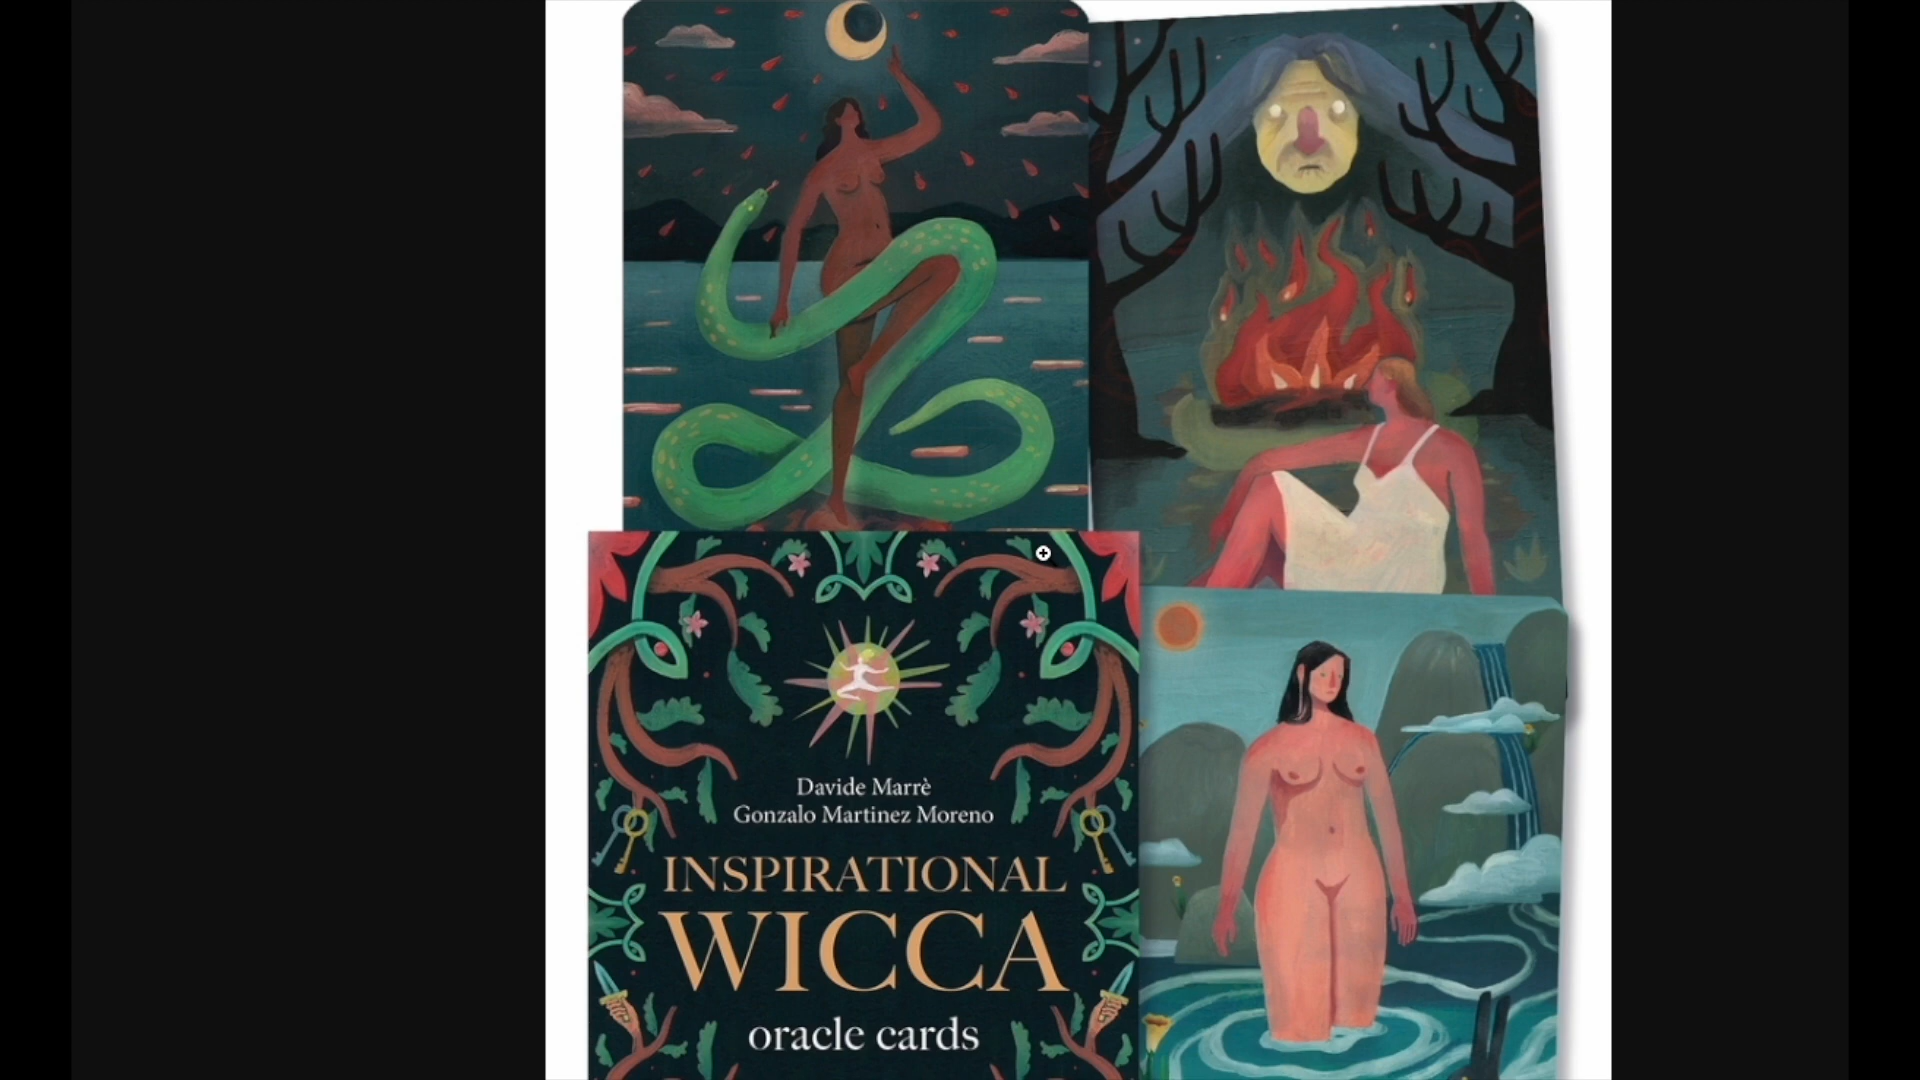 Davide Marrè
Gonzalo Martinez Moreno
INSPIRATIONAL
WICCA
oracle cards